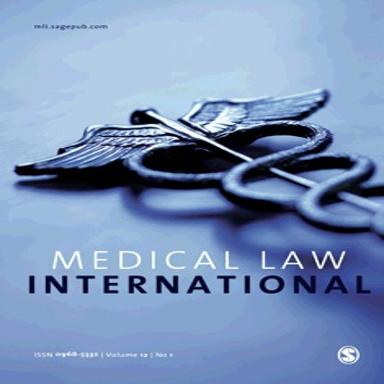 mli.sagepub.com
MEDICAL LAW
INTERNATIONAL
ISSN 0968-5332 | Volume 12 | No 1
S